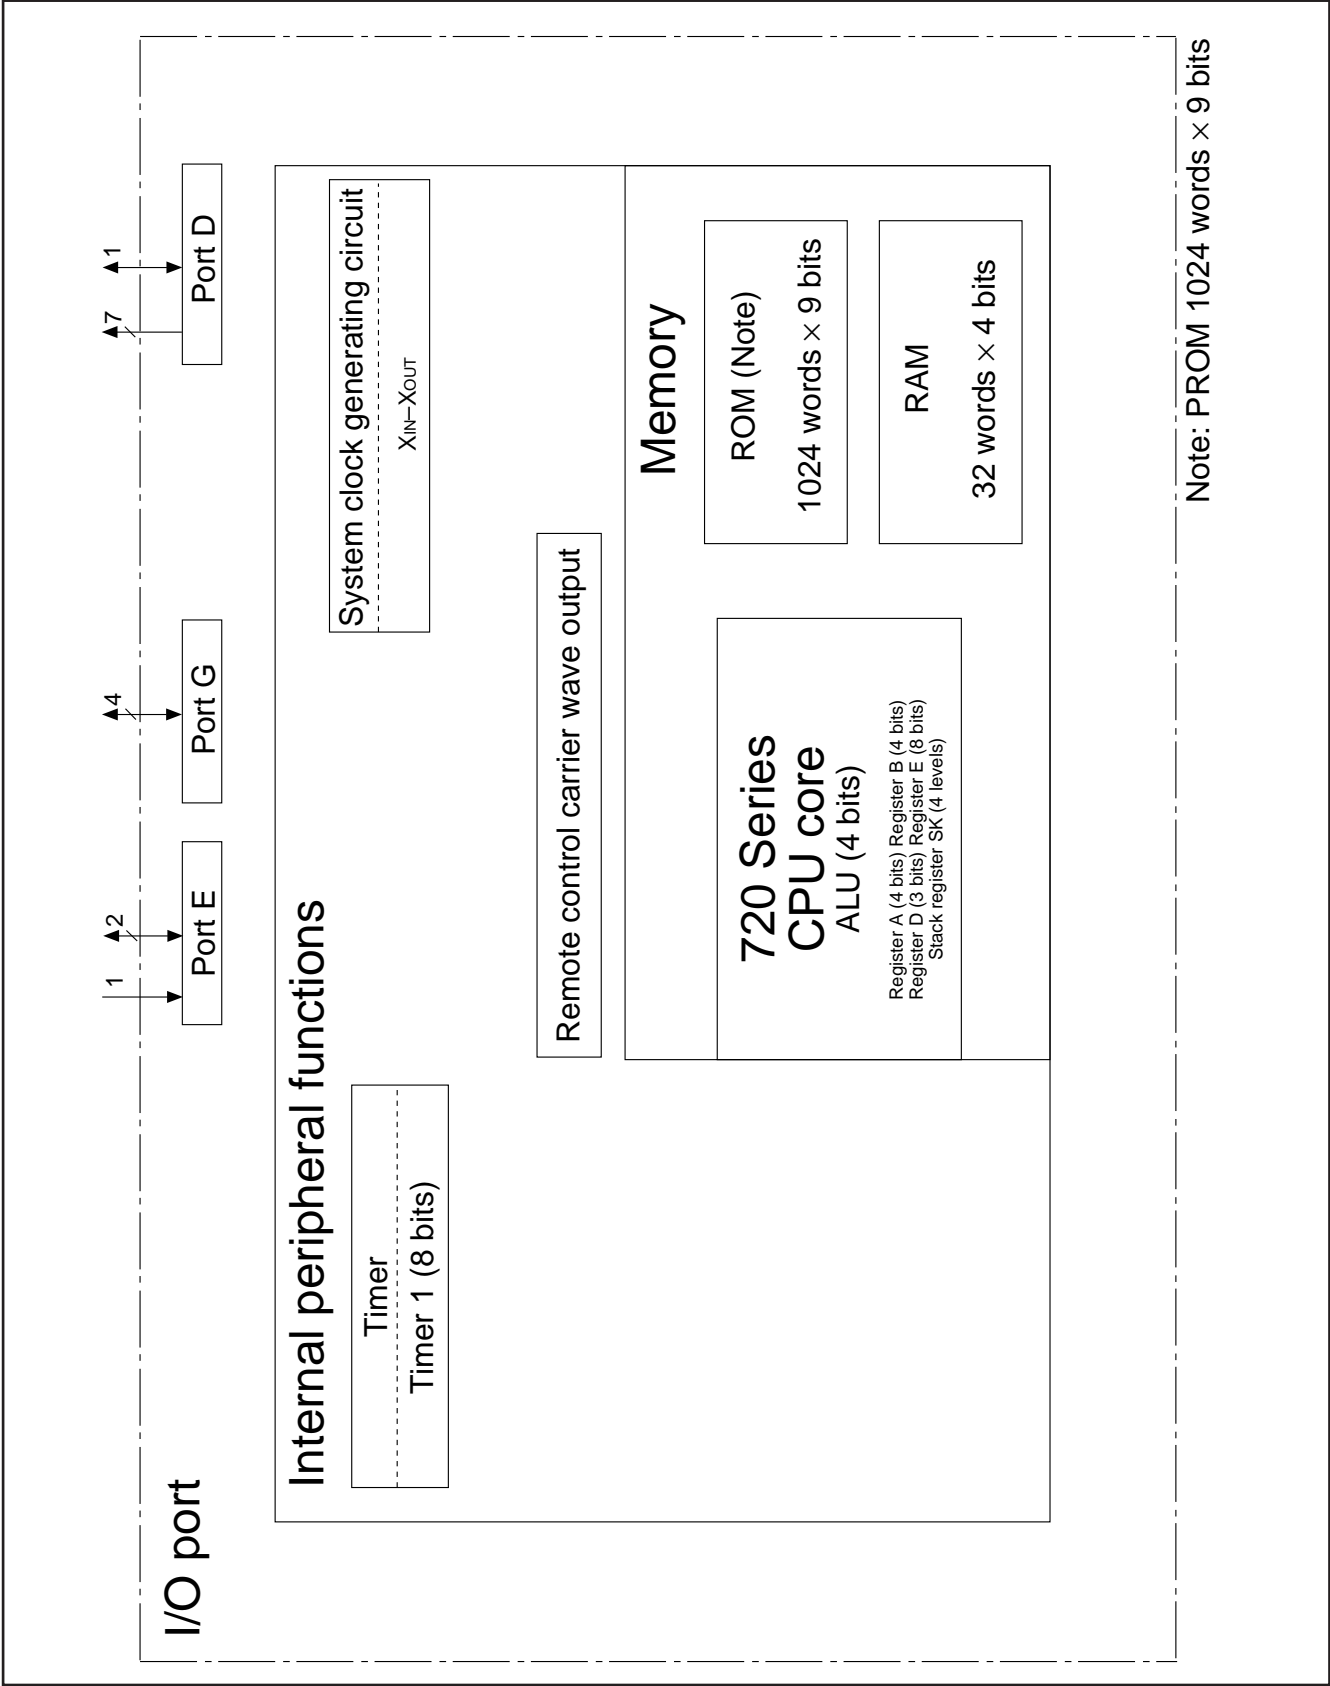 I/O port
1
2
4
7
1
Port E
Port G
Port D
Internal peripheral functions
Timer
Timer 1 (8 bits)
System clock generating circuit
XIN–XOUT
Remote control carrier wave output
Memory
720 Series
CPU core
ALU (4 bits)
Register A (4 bits) Register B (4 bits)
Register D (3 bits) Register E (8 bits)
Stack register SK (4 levels)
ROM (Note)
1024 words × 9 bits
RAM
32 words × 4 bits
Note: PROM 1024 words × 9 bits